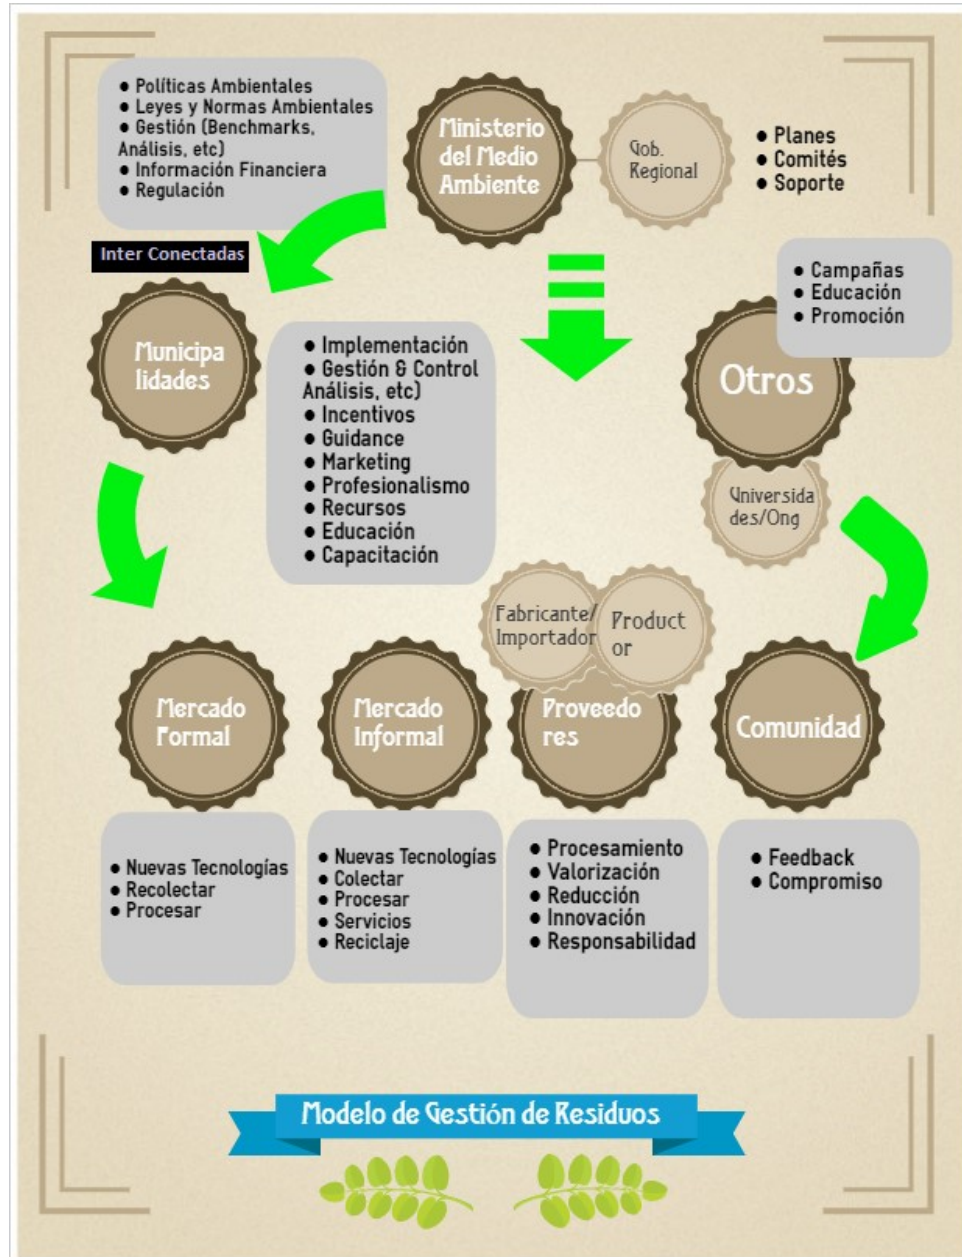 ● Políticas Ambientales
● Leyes y Normas Ambientales
● Gestión (Benchmarks,
Análisis, etc)
● Información Financiera
● Regulación
Ministerio
del Medio
Ambiente
Gob.
Regional
● Planes
● Comités
● Soporte
Inter Conectadas
Municipa
lidades
● Implementación
● Gestión & Control
Análisis, etc)
● Incentivos
● Guidance
● Marketing
● Profesionalismo
● Recursos
● Educación
● Capacitación
● Campañas
● Educación
● Promoción
Otros
Universida
des/Ong
Fabricante/
Importador
Product
or
Mercado
Formal
Mercado
Informal
Proveedo
res
Comunidad
● Nuevas Tecnologías
● Recolectar
● Procesar
● Nuevas Tecnologías
● Colectar
● Procesar
● Servicios
● Reciclaje
● Procesamiento
● Valorización
● Reducción
● Innovación
● Responsabilidad
● Feedback
● Compromiso
Modelo de Gestión de Residuos